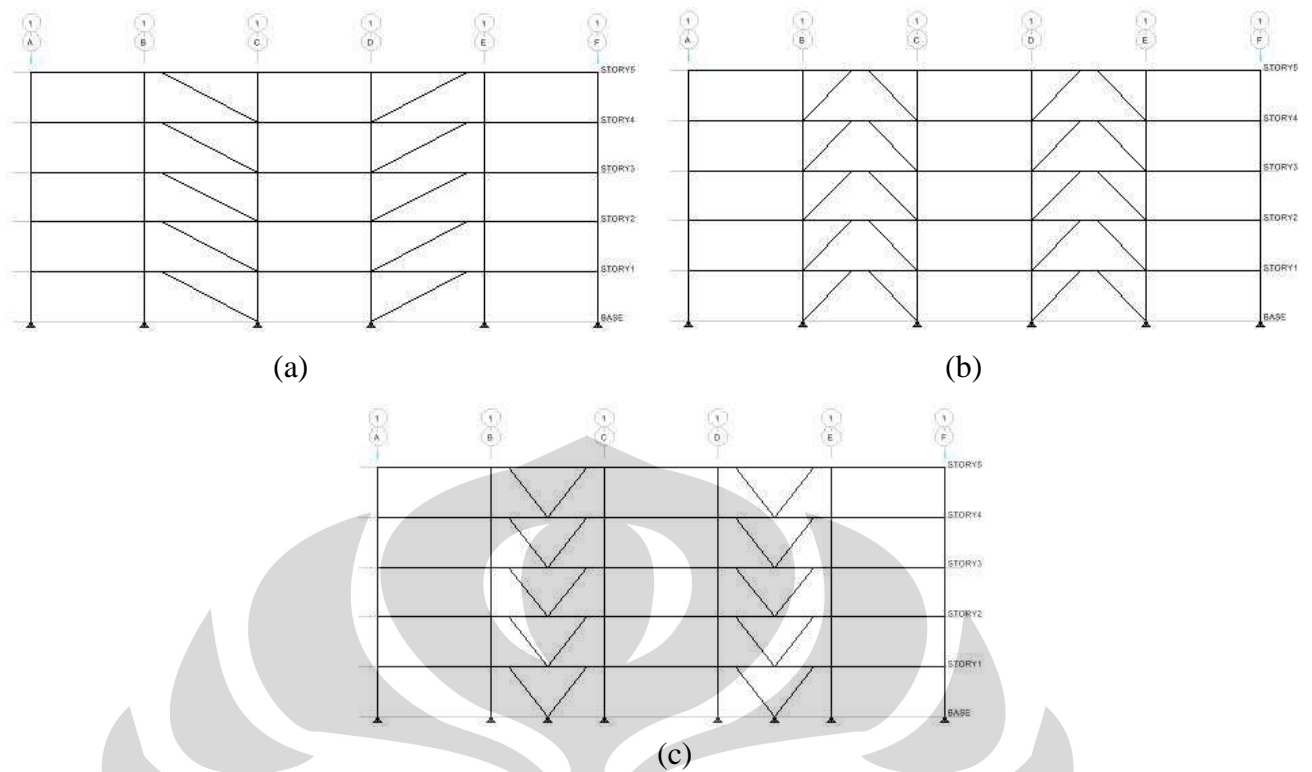 1 1 1 1 1 1
A B C D E F
STORY5
STORY4
STORY3
STORY2
STORY1
BASE
(a)
1 1 1 1 1 1
A B C D E F
STORY5
STORY4
STORY3
STORY2
STORY1
BASE
(b)
1 1 1 1 1 1
A B C D E F
STORY5
STORY4
STORY3
STORY2
STORY1
BASE
(c)